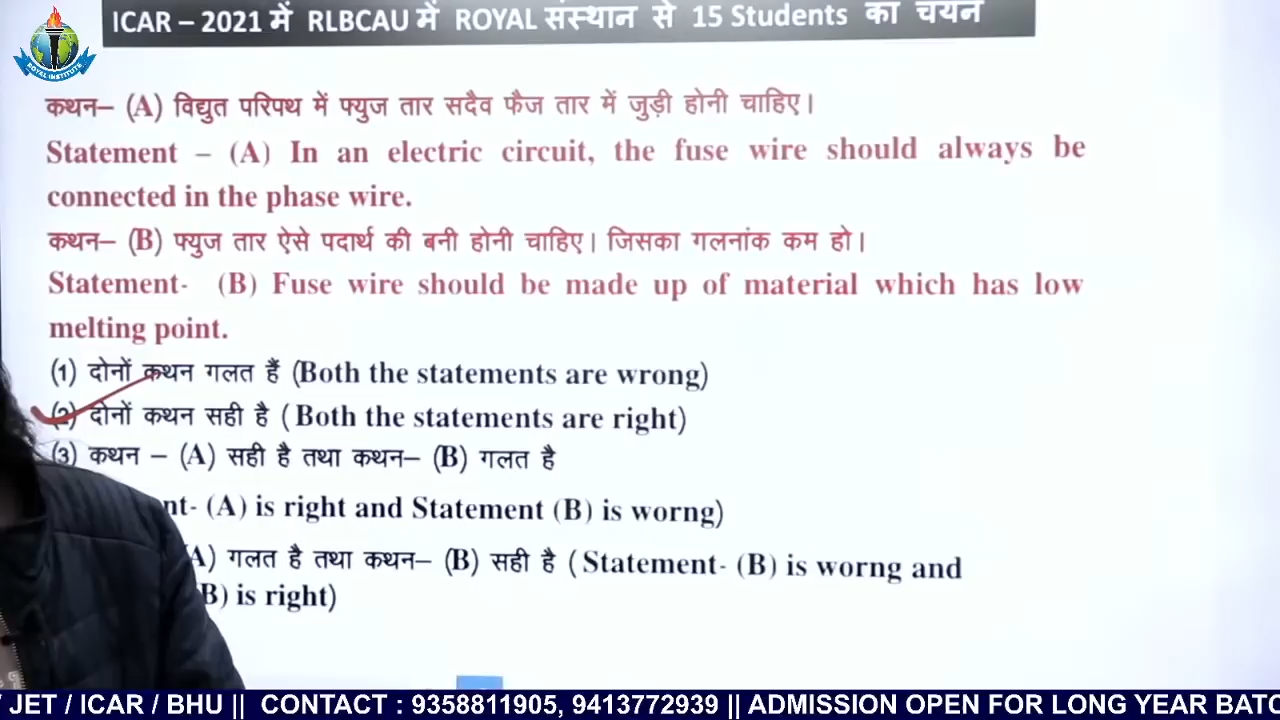 ICAR – 2021 में RLBCAU में ROYAL संस्थान से 15 Students का चयन
ROYAL INSTITUTE
कथन– (A) विद्युत परिपथ में फ्युज तार सदैव फैज तार में जुड़ी होनी चाहिए।
Statement – (A) In an electric circuit, the fuse wire should always be
connected in the phase wire.
कथन– (B) फ्युज तार ऐसे पदार्थ की बनी होनी चाहिए। जिसका गलनांक कम हो।
Statement- (B) Fuse wire should be made up of material which has low
melting point.
(1) दोनों कथन गलत हैं (Both the statements are wrong)
(2) दोनों कथन सही है ( Both the statements are right)
(3) कथन – (A) सही है तथा कथन– (B) गलत है
nt- (A) is right and Statement (B) is worng)
A) गलत है तथा कथन– (B) सही है ( Statement- (B) is worng and
B) is right)
/ JET / ICAR / BHU || CONTACT : 9358811905, 9413772939 || ADMISSION OPEN FOR LONG YEAR BATC